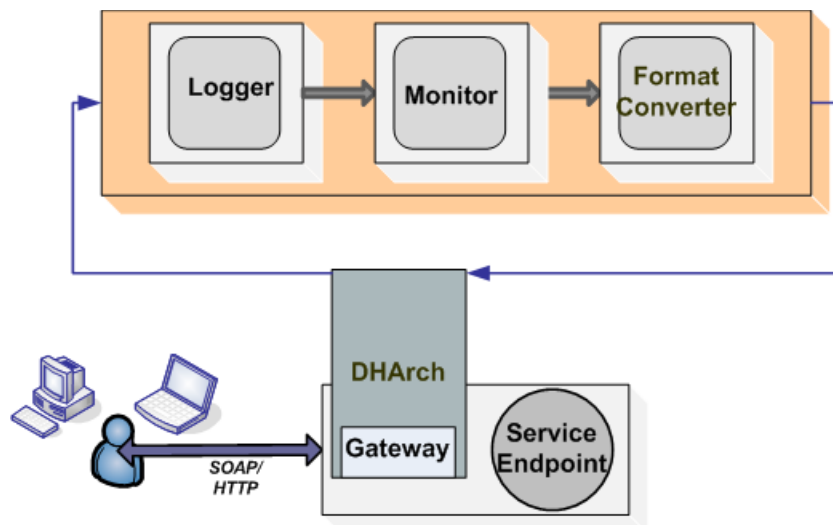 Logger
Monitor
Format
Converter
DHArch
Gateway
Service
Endpoint
SOAP/
HTTP